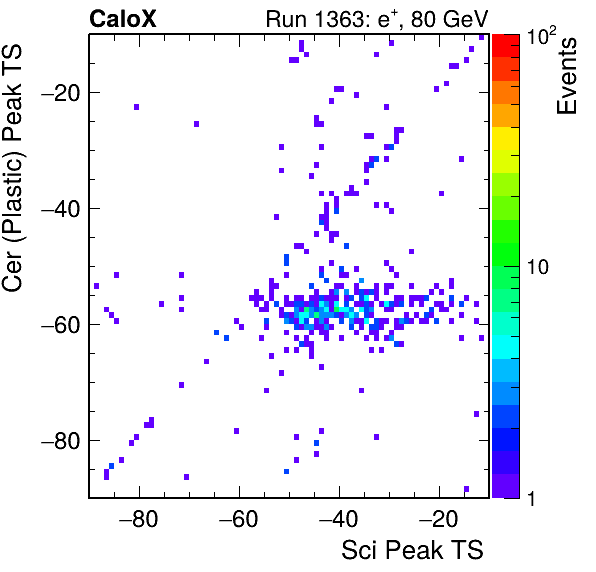 CaloX
Run 1363: e+, 80 GeV
Cer (Plastic) Peak TS
−20
−40
−60
−80
−80
−60
−40
−20
Sci Peak TS
Events
10²
10
1